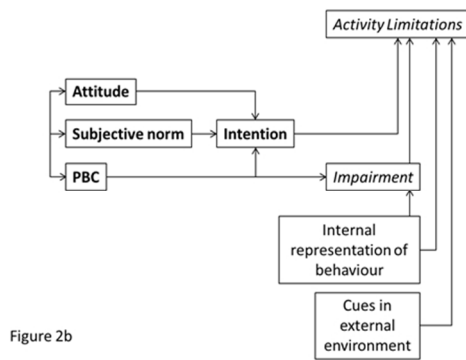 Activity Limitations
Attitude
Subjective norm
Intention
PBC
Impairment
Internal
representation of
behaviour
Cues in
external
environment
Figure 2b